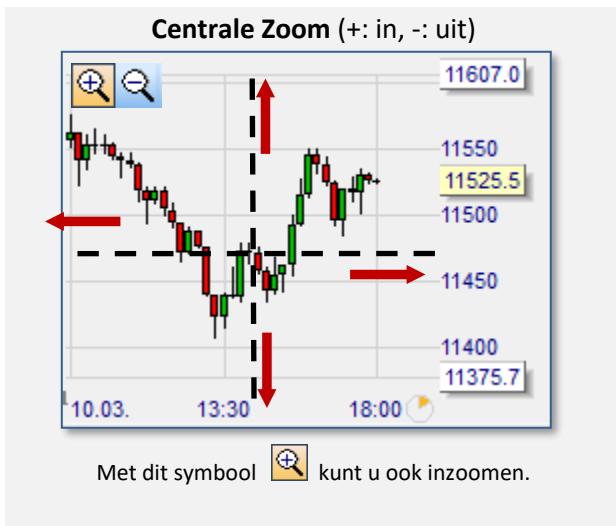 Centrale Zoom (+: in, -: uit)
11607.0
11550
11525.5
11500
11450
11400
11375.7
10.03. 13:30 18:00
Met dit symbool kunt u ook inzoomen.